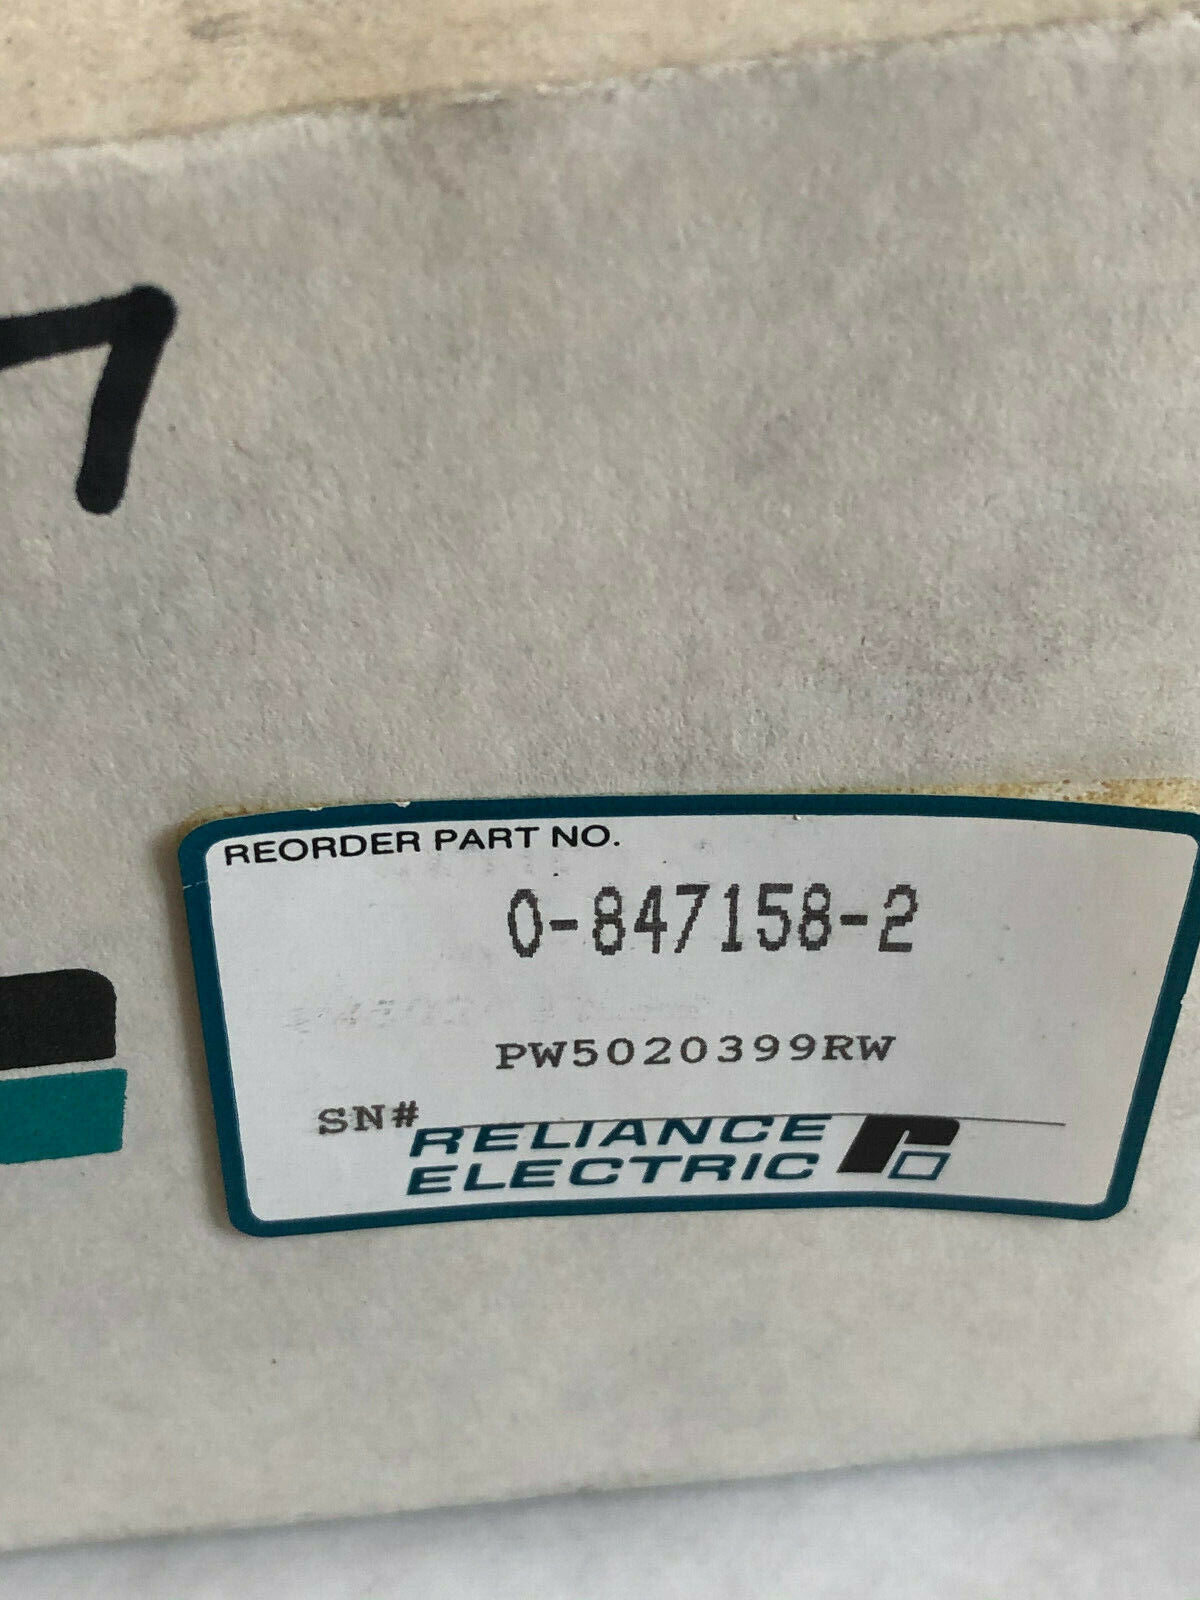 REORDER PART NO.
0-847158-2
PW5020399RW
SN#
RELIANCE
ELECTRIC